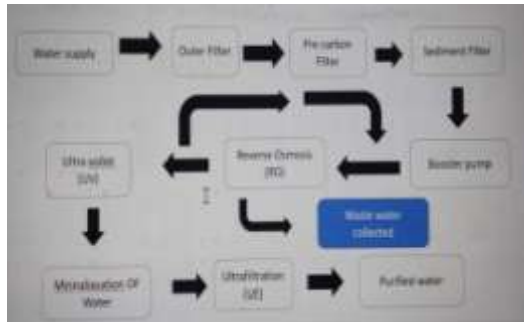 Water supply
Outer Filter
Pre carbon
Filter
Sediment Filter
Ultra violet
(UV)
Reverse Osmosis
(RO)
Booster pump
Waste water
collected
Mineralisation Of
Water
Ultrafiltration
(UF)
Purified water